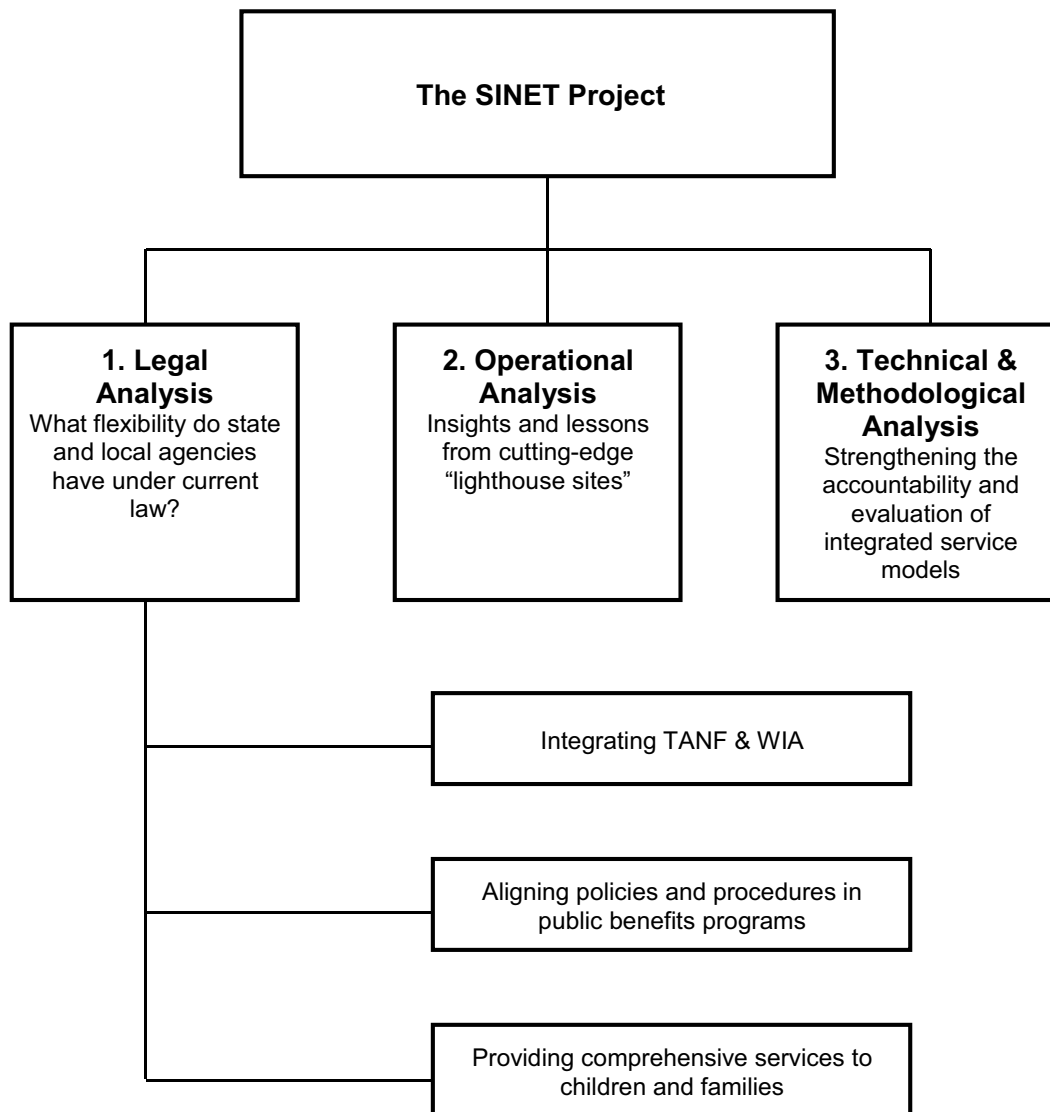 The SINET Project
1. Legal
Analysis
What flexibility do state
and local agencies
have under current
law?
2. Operational
Analysis
Insights and lessons
from cutting-edge
“lighthouse sites”
3. Technical &
Methodological
Analysis
Strengthening the
accountability and
evaluation of
integrated service
models
Integrating TANF & WIA
Aligning policies and procedures in
public benefits programs
Providing comprehensive services to
children and families